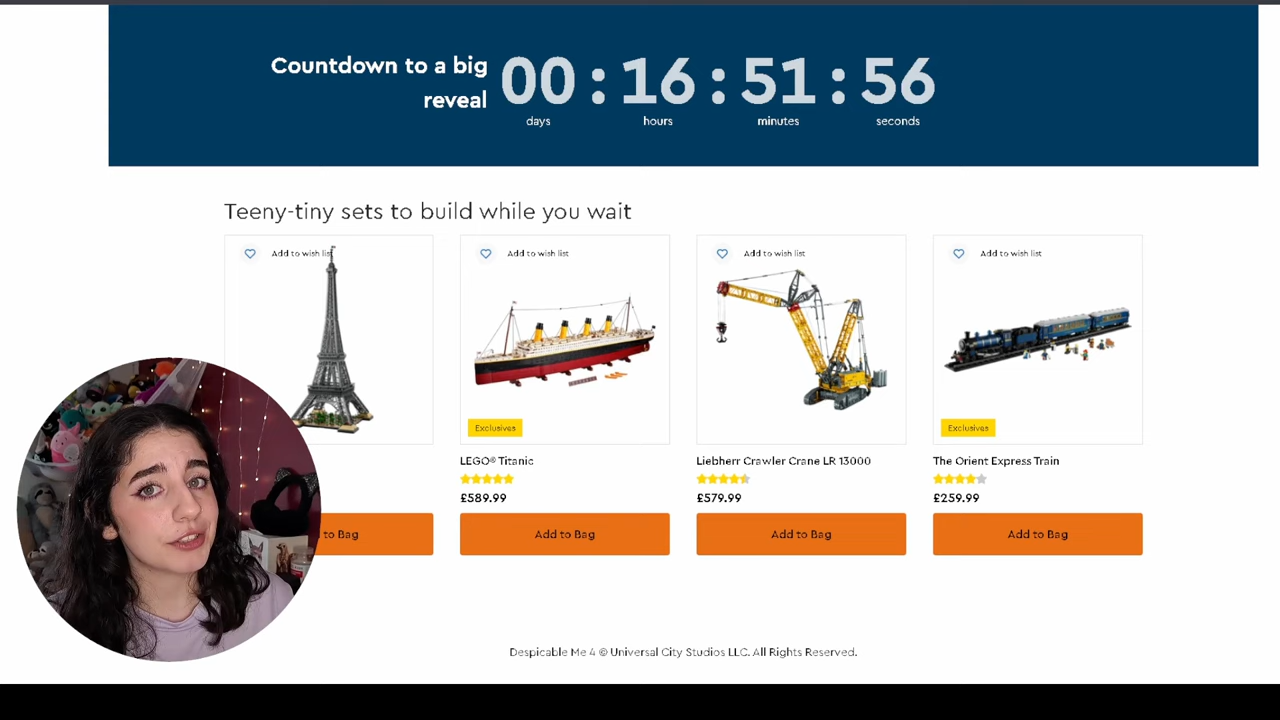 Countdown to a big
reveal
00 : 16 : 51 : 56
days
hours
minutes
seconds
Teeny-tiny sets to build while you wait
Add to wish list
Add to wish list
Add to wish list
Add to wish list
Exclusives
Exclusives
LEGO® Titanic
Liebherr Crawler Crane LR 13000
The Orient Express Train
£589.99
£579.99
£259.99
to Bag
Add to Bag
Add to Bag
Add to Bag
Despicable Me 4 © Universal City Studios LLC. All Rights Reserved.